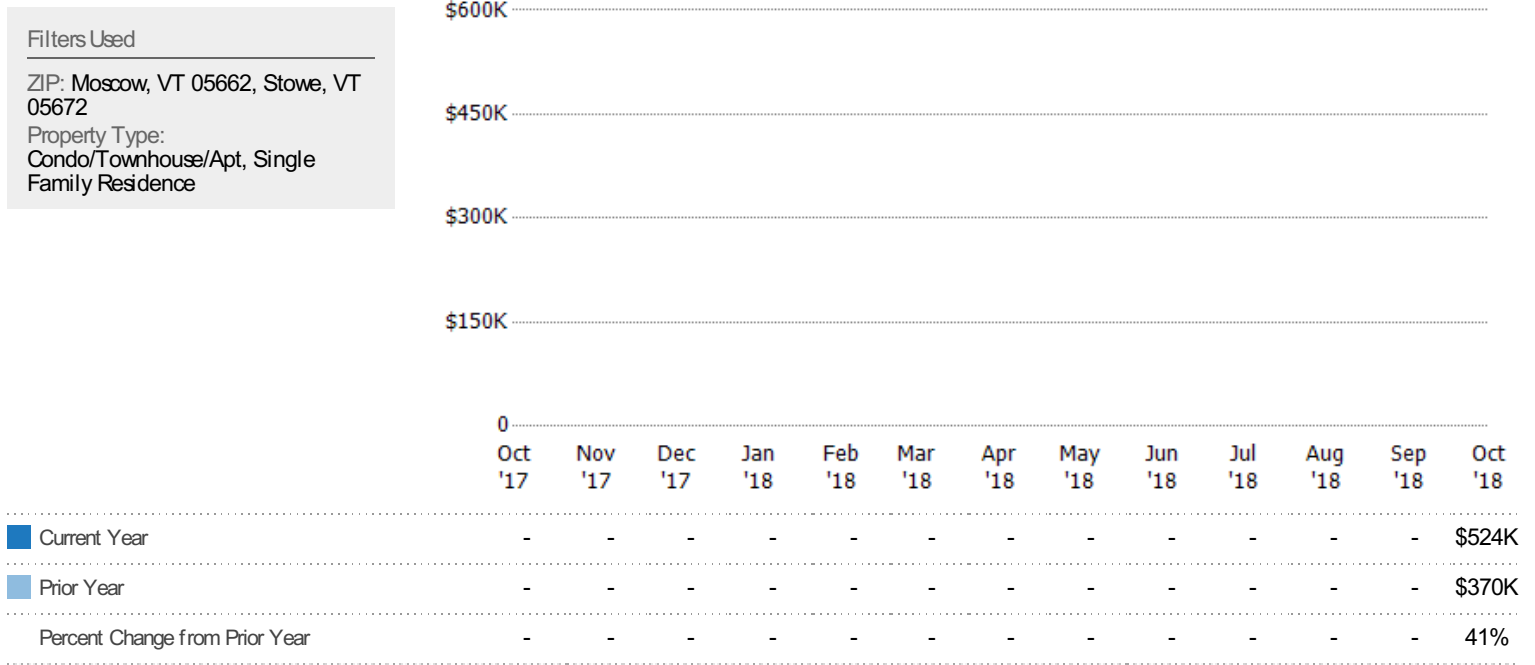 Filters Used
ZIP: Moscow, VT 05662, Stowe, VT
05672
Property Type:
Condo/Townhouse/Apt, Single
Family Residence
$600K
$450K
$300K
$150K
0
Oct Nov Dec Jan Feb Mar Apr May Jun Jul Aug Sep Oct
'17 '17 '17 '18 '18 '18 '18 '18 '18 '18 '18 '18 '18
Current Year - - - - - - - - - - - - $524K
Prior Year - - - - - - - - - - - - $370K
Percent Change from Prior Year - - - - - - - - - - - - 41%